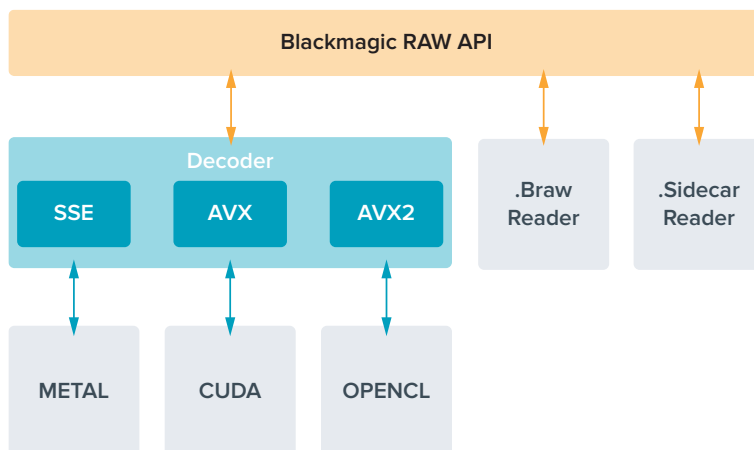 Blackmagic RAW API
Decoder
SSE
AVX
AVX2
.Braw
Reader
.Sidecar
Reader
METAL
CUDA
OPENCL